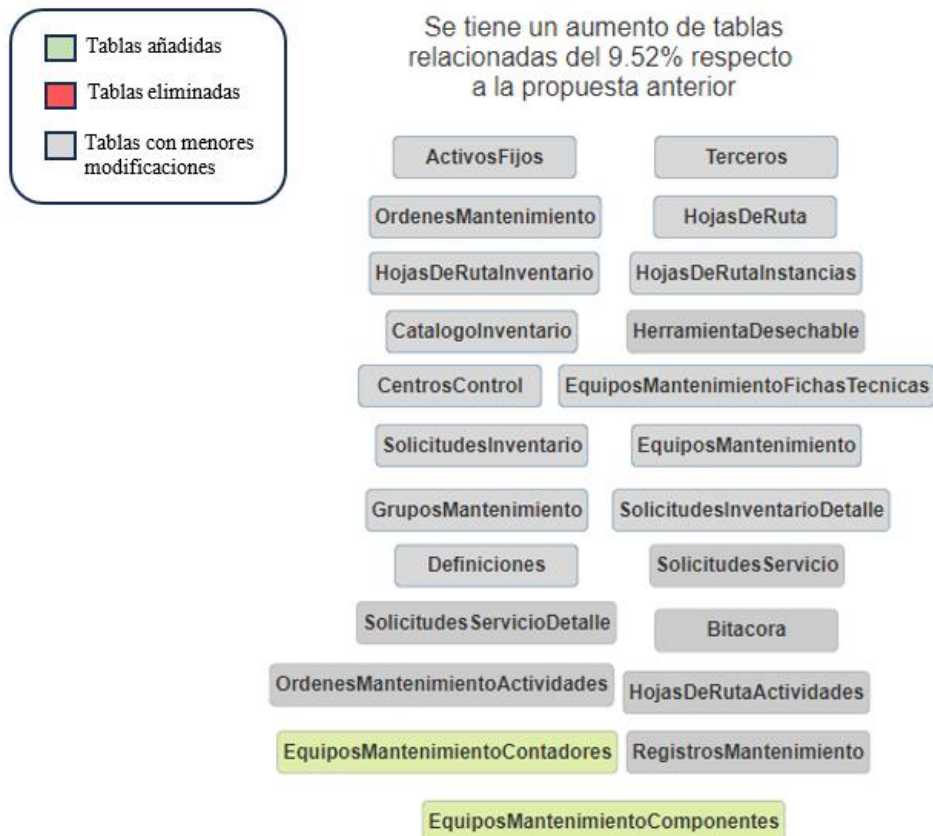 Tablas añadidas
Tablas eliminadas
Tablas con menores
modificaciones
Se tiene un aumento de tablas
relacionadas del 9.52% respecto
a la propuesta anterior
ActivosFijos
Terceros
OrdenesMantenimiento
HojasDeRuta
HojasDeRutaInventario
HojasDeRutaInstancias
CatalogoInventario
HerramientaDesechable
CentrosControl
EquiposMantenimientoFichasTecnicas
SolicitudesInventario
EquiposMantenimiento
GruposMantenimiento
SolicitudesInventarioDetalle
Definiciones
SolicitudesServicio
SolicitudesServicioDetalle
Bitacora
OrdenesMantenimientoActividades
HojasDeRutaActividades
EquiposMantenimientoContadores
RegistrosMantenimiento
EquiposMantenimientoComponentes